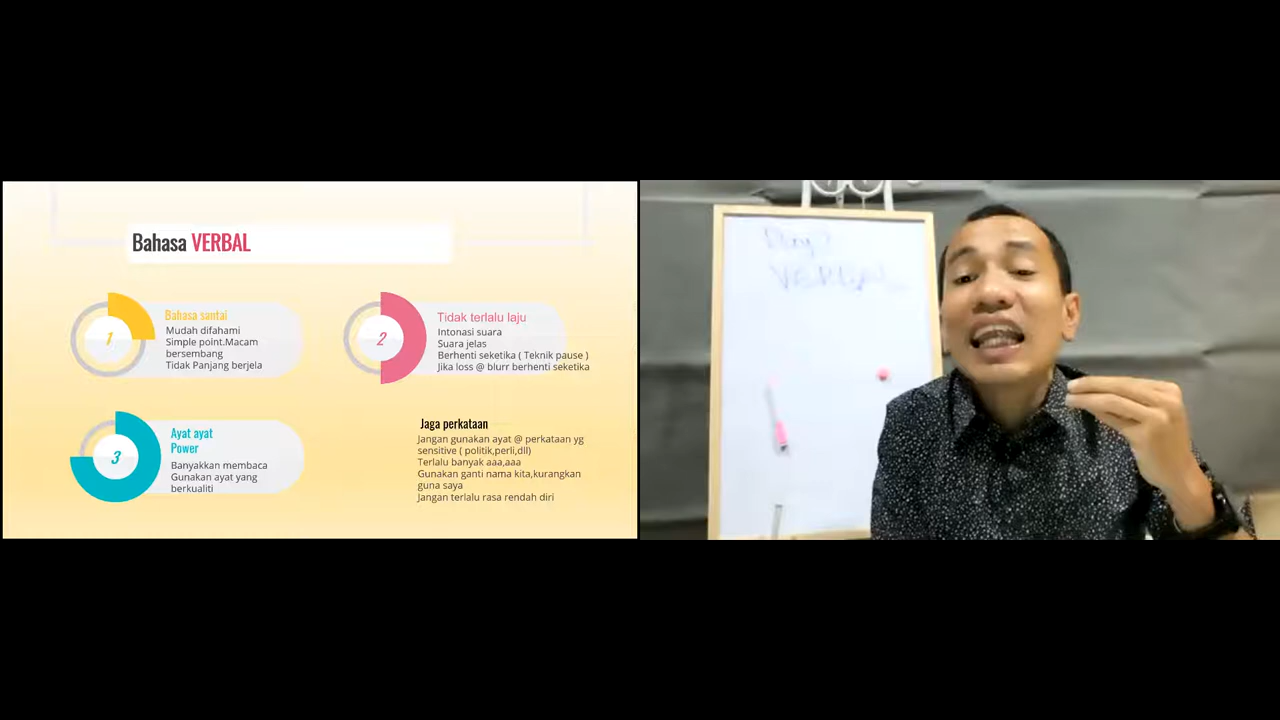 Bahasa VERBAL
1
Bahasa santai
Mudah difahami
Simple point.Macam
bersembang
Tidak Panjang berjela
2
Tidak terlalu laju
Intonasi suara
Suara jelas
Berhenti seketika ( Teknik pause )
Jika loss @ blurr berhenti seketika
3
Ayat ayat
Power
Banyakkan membaca
Gunakan ayat yang
berkualiti
Jaga perkataan
Jangan gunakan ayat @ perkataan yg
sensitive ( politik,perli,dll)
Terlalu banyak aaa,aaa
Gunakan ganti nama kita,kurangkan
guna saya
Jangan terlalu rasa rendah diri